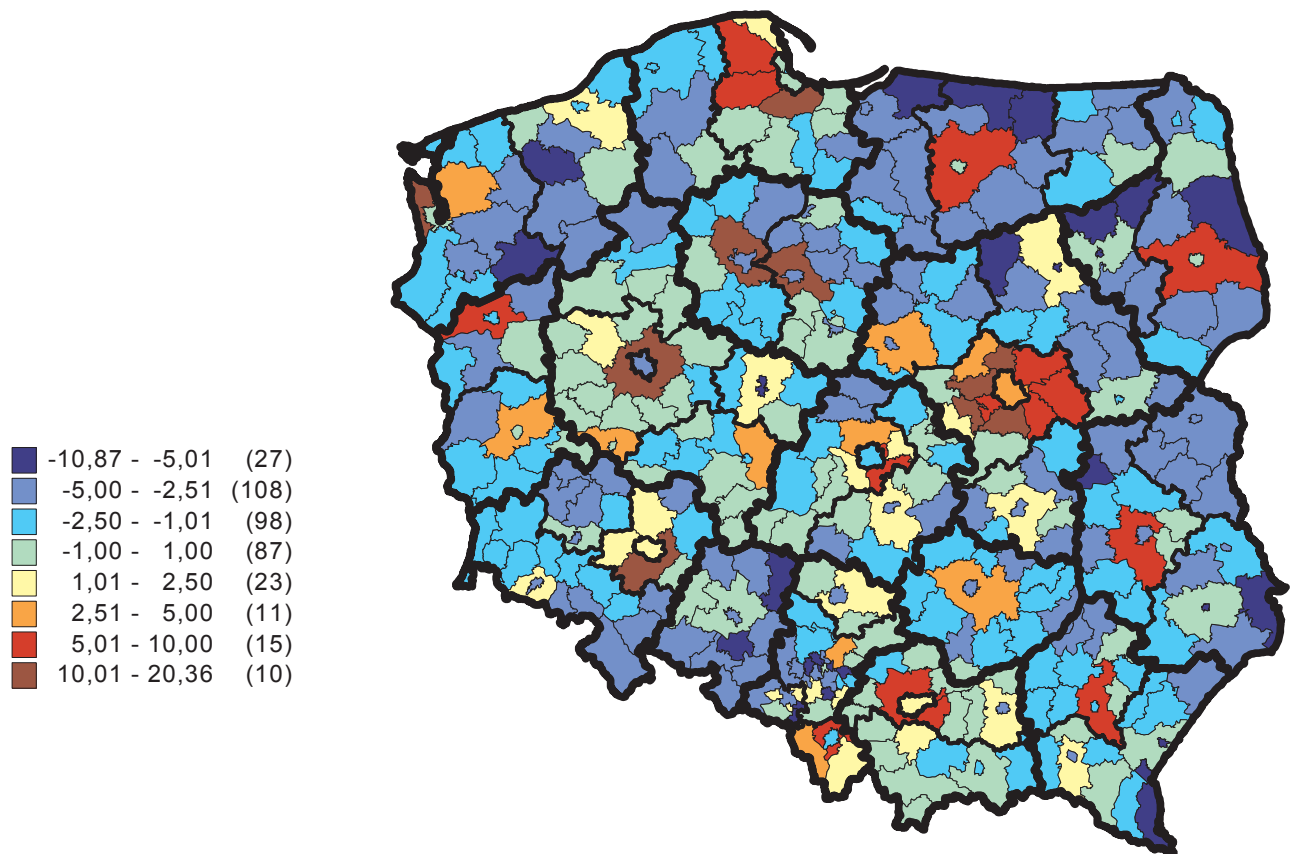 -10,87 - -5,01 (27)
-5,00 - -2,51 (108)
-2,50 - -1,01 (98)
-1,00 - 1,00 (87)
1,01 - 2,50 (23)
2,51 - 5,00 (11)
5,01 - 10,00 (15)
10,01 - 20,36 (10)